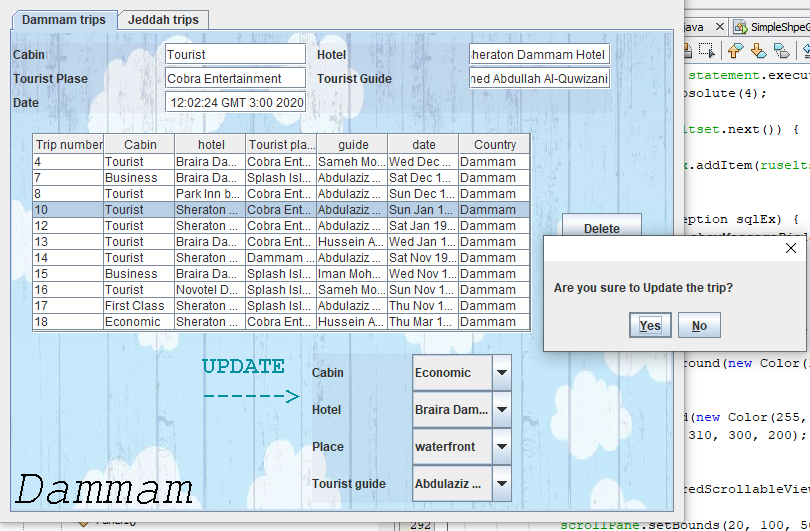 Dammam trips Jeddah trips
Cabin Tourist Hotel heraton Dammam Hotel
Tourist Plase Cobra Entertainment Tourist Guide ned Abdullah Al-Quwizani
Date 12:02:24 GMT 3:00 2020
Trip number Cabin hotel Tourist pla... guide date Country
4 Tourist Braira Da... Cobra Ent... Sameh Mo... Wed Dec ... Dammam
7 Business Braira Da... Splash Isl... Abdulaziz ... Sat Dec 1... Dammam
8 Tourist Park Inn b... Cobra Ent... Abdulaziz ... Sun Dec ... Dammam
10 Tourist Sheraton ... Cobra Ent... Abdulaziz ... Sun Jan 1... Dammam
12 Tourist Sheraton ... Cobra Ent... Abdulaziz ... Sat Jan 19... Dammam
13 Tourist Braira Da... Cobra Ent... Hussein A... Wed Jan 1... Dammam
14 Tourist Sheraton ... Dammam ... Abdulaziz ... Sat Nov 19... Dammam
15 Business Braira Da... Splash Isl... Iman Moh... Wed Nov 1... Dammam
16 Tourist Novotel D... Splash Isl... Sameh Mo... Sun Nov 1... Dammam
17 First Class Sheraton ... Splash Isl... Abdulaziz ... Thu Nov 1... Dammam
18 Economic Sheraton ... Cobra Ent... Hussein A... Thu Mar 1... Dammam
Delete
Are you sure to Update the trip?
Yes No
UPDATE
----->
Cabin Economic
Hotel Braira Dam...
Place waterfront
Tourist guide Abdulaziz ...
Dammam
java SimpleShpeG
statement.execu
bsolute(4);
ltset.next()) {
x.addItem(ruselts
eption sqlEx) {
round(new Color(
d(new Color(255,
310, 300, 200);
redScrollableView
292 scrollPane.setBounds(20, 100, 50